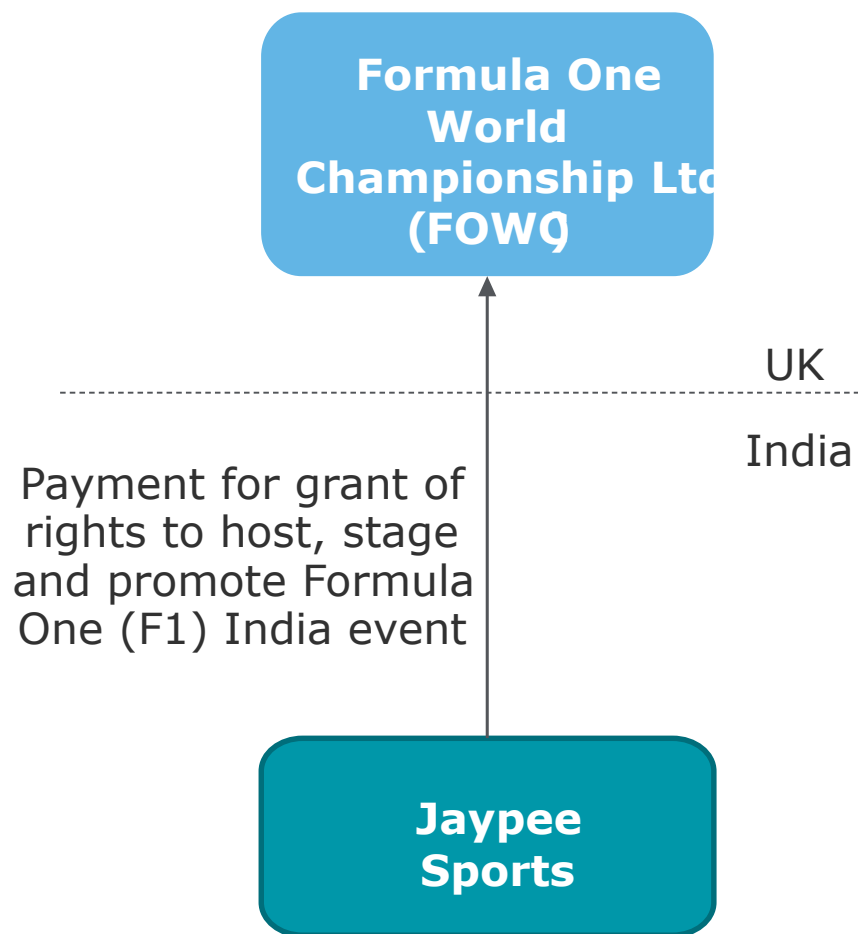 Formula One
World
Championship Ltd
(FOWC)
UK
India
Payment for grant of
rights to host, stage
and promote Formula
One (F1) India event
Jaypee
Sports